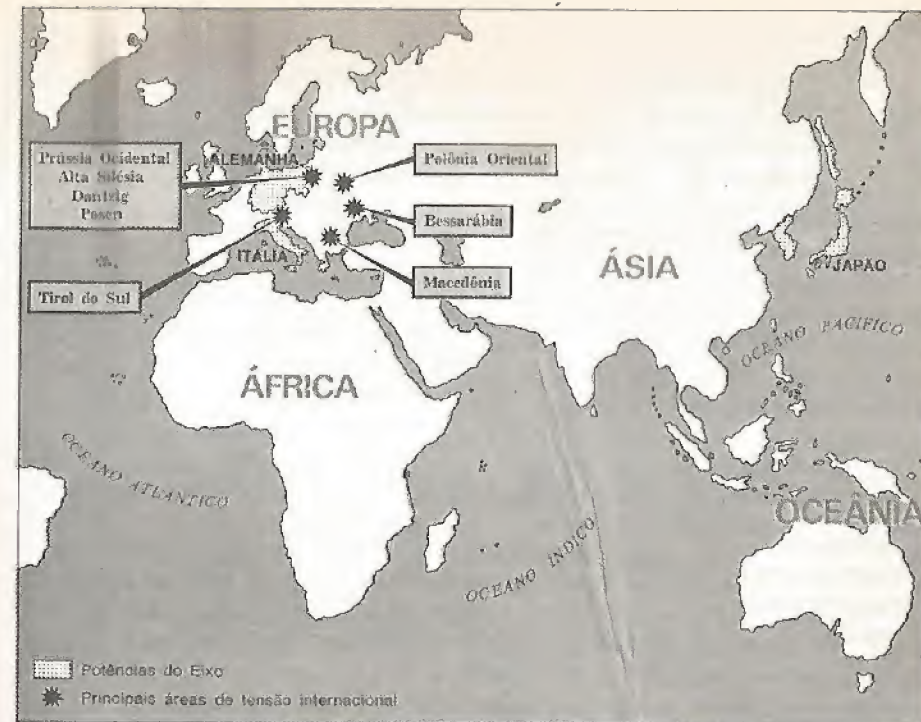 EUROPA
ALEMANHA
Prússia Ocidental
Alta Silésia
Dantzig
Posen
Polônia Oriental
Bessarábia
ITÁLIA
Macedônia
Tirol do Sul
ÁSIA
JAPÃO
OCEANO PACÍFICO
ÁFRICA
OCEANO ATLÂNTICO
OCEANO ÍNDICO
OCEÂNIA
Potências do Eixo
Principais áreas de tensão internacional